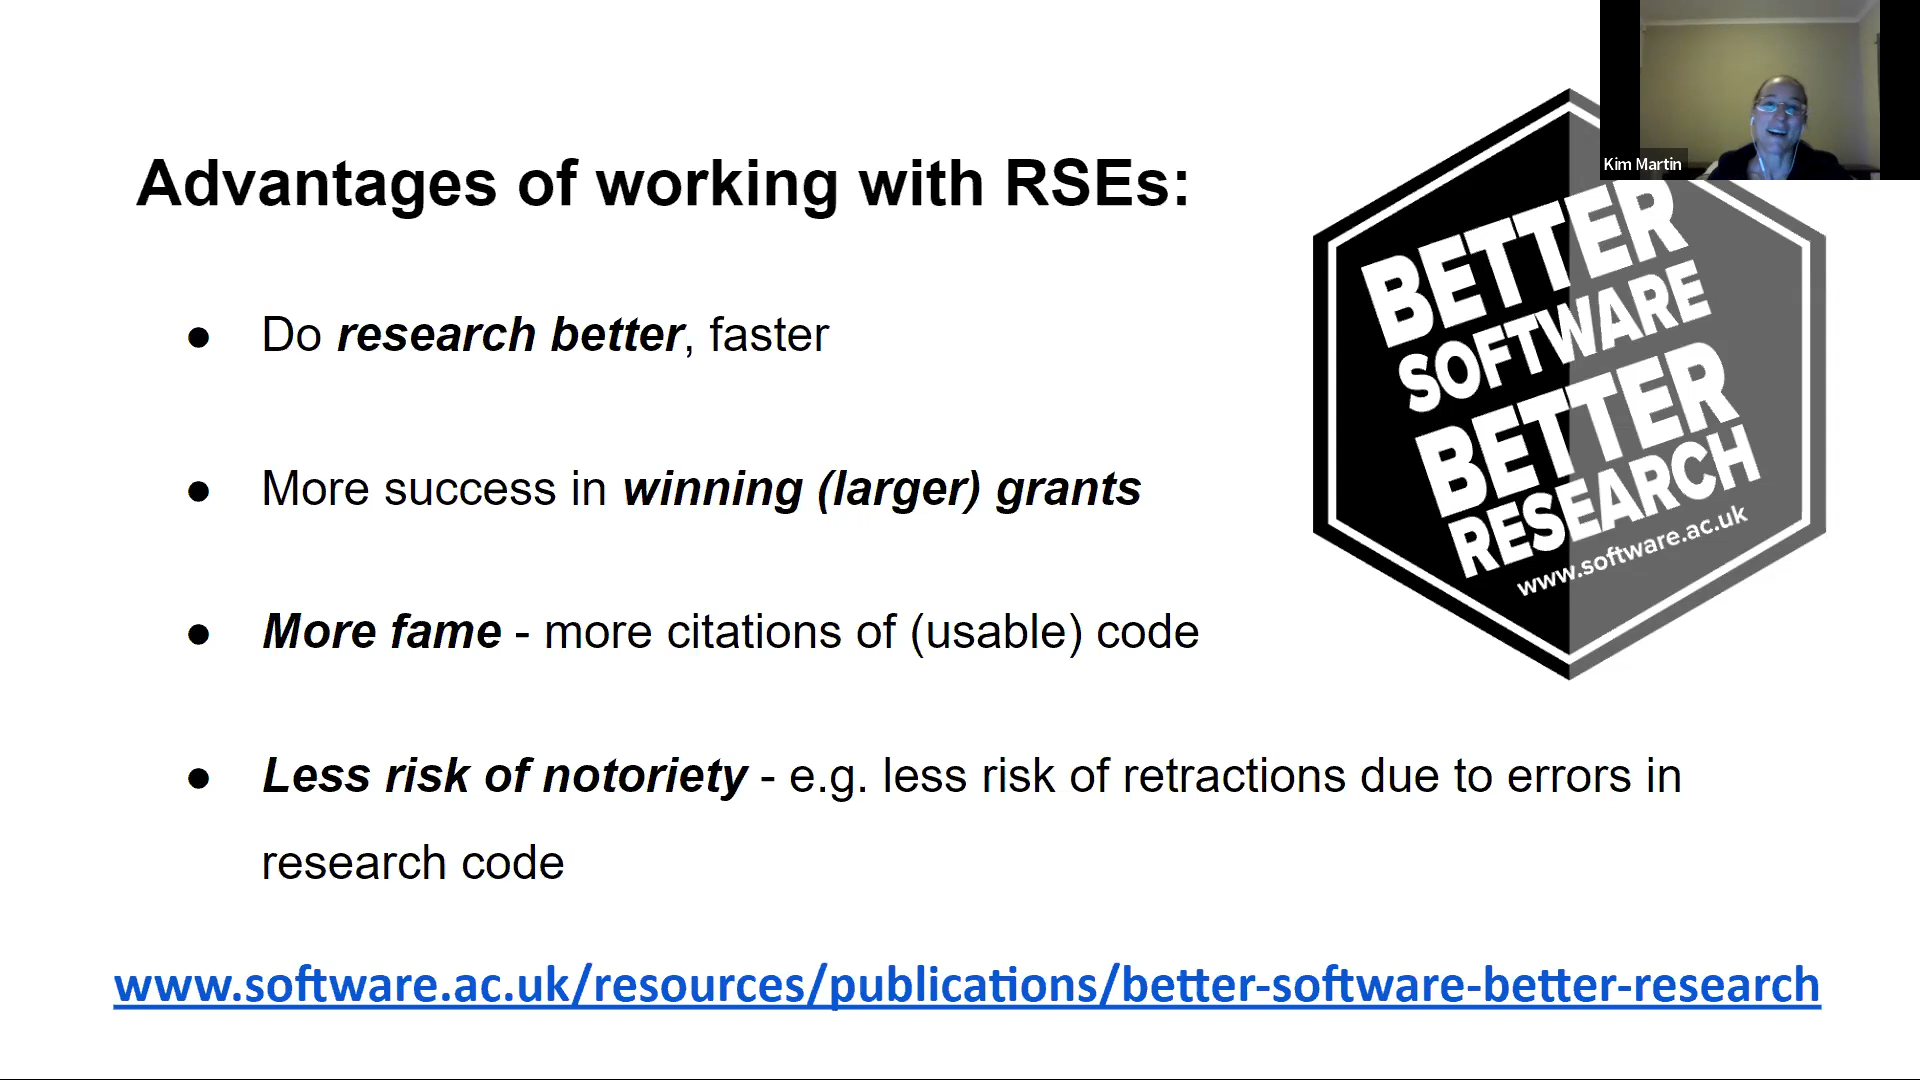 Kim Martin
Advantages of working with RSEs:
● Do research better, faster
● More success in winning (larger) grants
● More fame - more citations of (usable) code
● Less risk of notoriety - e.g. less risk of retractions due to errors in
research code
BETTER
SOFTWARE
BETTER
RESEARCH
www.software.ac.uk
www.software.ac.uk/resources/publications/better-software-better-research